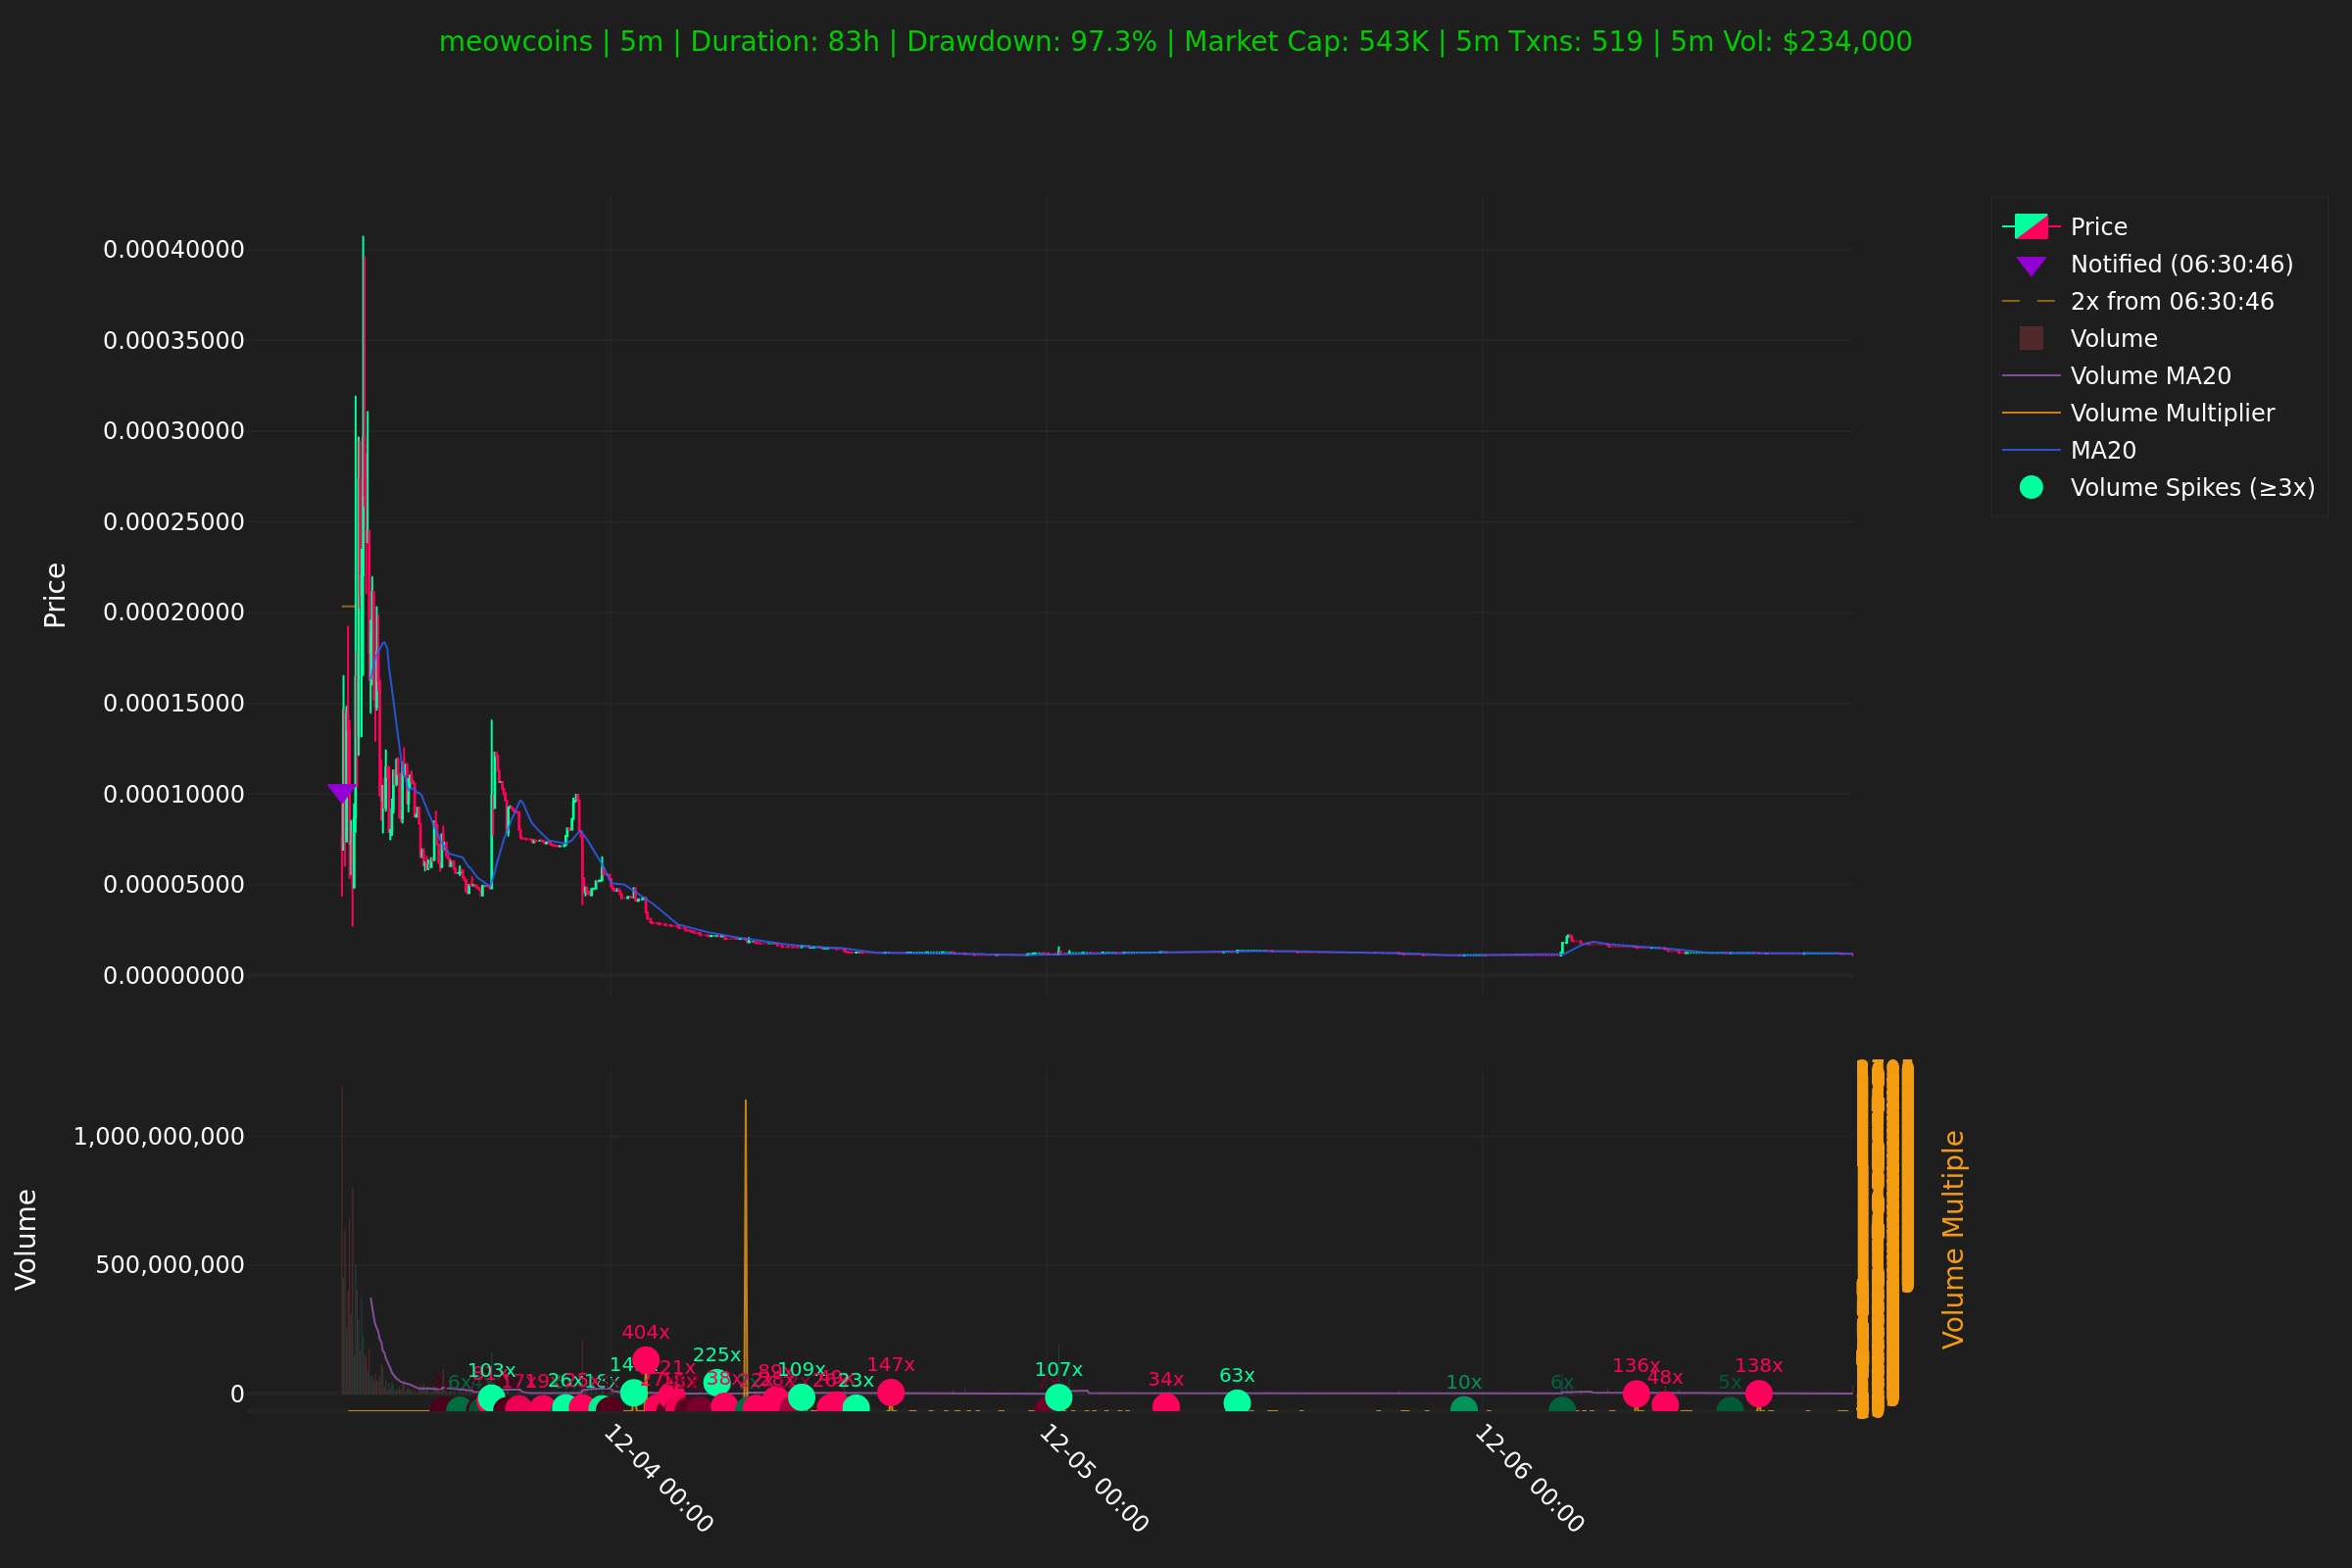 meowcoins | 5m | Duration: 83h | Drawdown: 97.3% | Market Cap: 543K | 5m Txns: 519 | 5m Vol: $234,000
Price
0.00040000
0.00035000
0.00030000
0.00025000
0.00020000
0.00015000
0.00010000
0.00005000
0.00000000
Price
Notified (06:30:46)
2x from 06:30:46
Volume
Volume MA20
Volume Multiplier
MA20
Volume Spikes (≥3x)
Volume
1,000,000,000
500,000,000
0
404x
225x
103x
109x
23x
147x
107x
34x
63x
10x
6x
136x
48x
5x
138x
26x
38x
Volume Multiple
12-04 00:00
12-05 00:00
12-06 00:00